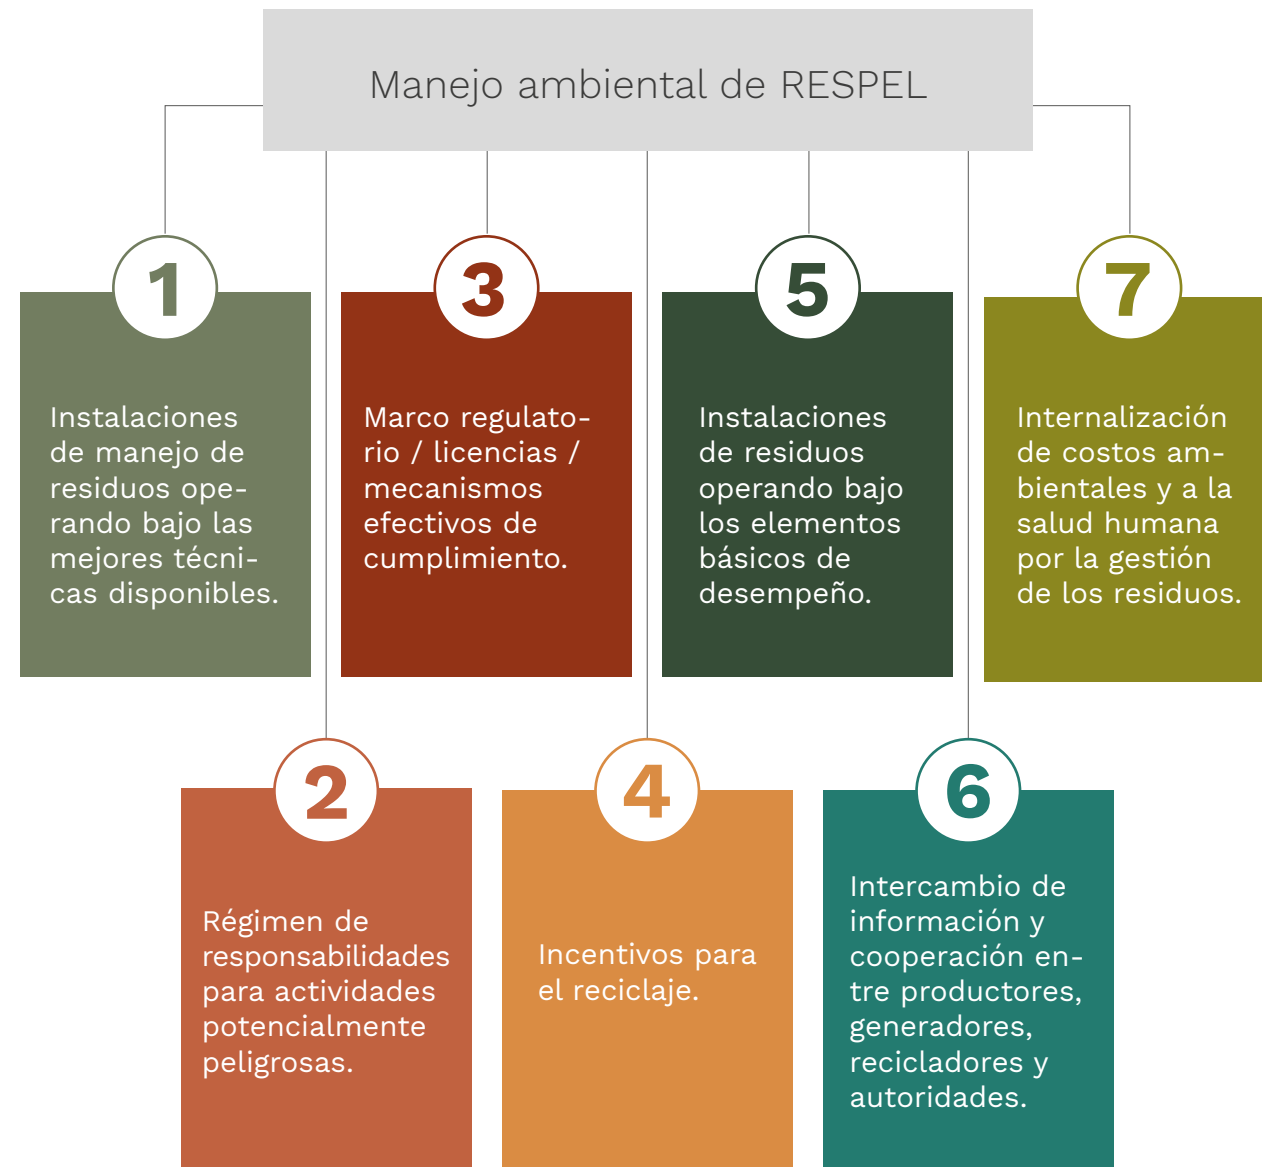 Manejo ambiental de RESPEL
1
Instalaciones
de manejo de
residuos ope-
rando bajo las
mejores técni-
cas disponibles.
2
Régimen de
responsabilidades
para actividades
potencialmente
peligrosas.
3
Marco regulato-
rio / licencias /
mecanismos
efectivos de
cumplimiento.
4
Incentivos para
el reciclaje.
5
Instalaciones
de residuos
operando bajo
los elementos
básicos de
desempeño.
6
Intercambio de
información y
cooperación en-
tre productores,
generadores,
recicladores y
autoridades.
7
Internalización
de costos am-
bientales y a la
salud humana
por la gestión
de los residuos.